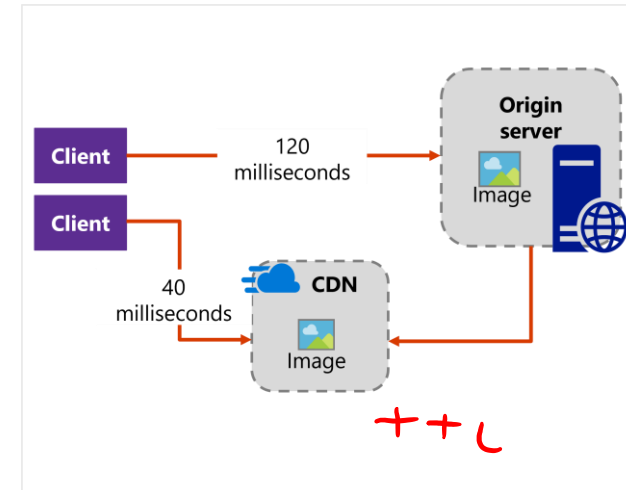 Origin
server
Image
Client
120
milliseconds
Client
40
milliseconds
CDN
Image